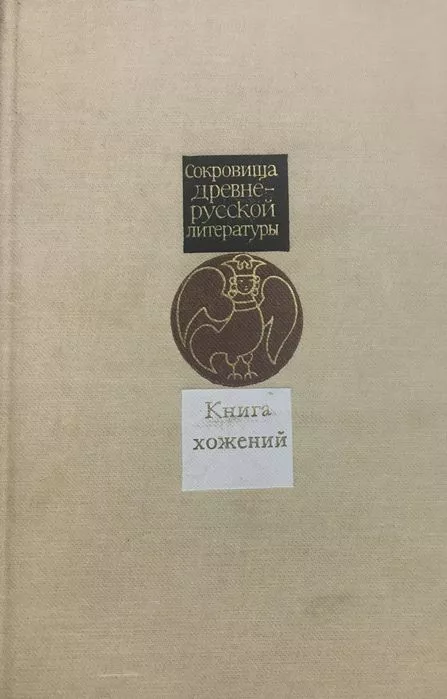 Сокровища
древне-
русской
литературы
Книга
хожений